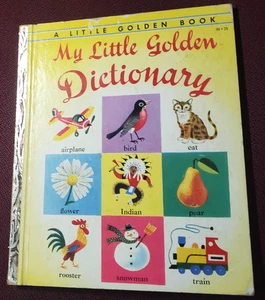 A LITTLE GOLDEN BOOK
My Little Golden
Dictionary
airplane bird cat
flower Indian pear
rooster snowman train